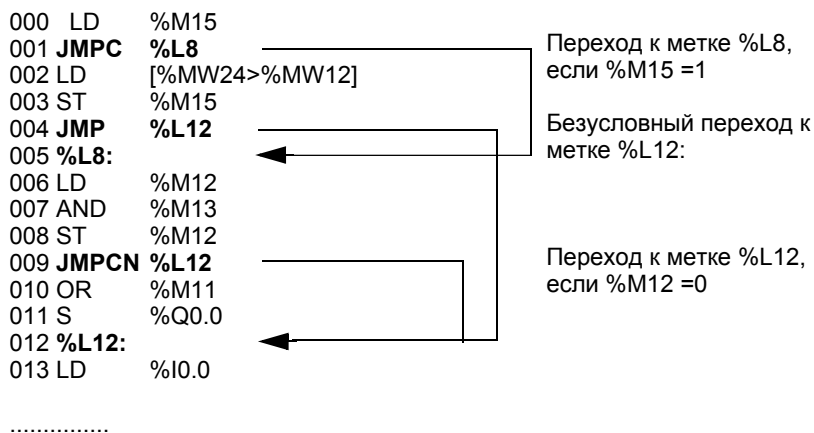 000 LD %M15
001 JMPC %L8
002 LD [%MW24>%MW12]
003 ST %M15
004 JMP %L12
005 %L8:
006 LD %M12
007 AND %M13
008 ST %M12
009 JMPCN %L12
010 OR %M11
011 S %Q0.0
012 %L12:
013 LD %I0.0
...............
Переход к метке %L8,
если %M15 =1
Безусловный переход к
метке %L12:
Переход к метке %L12,
если %M12 =0